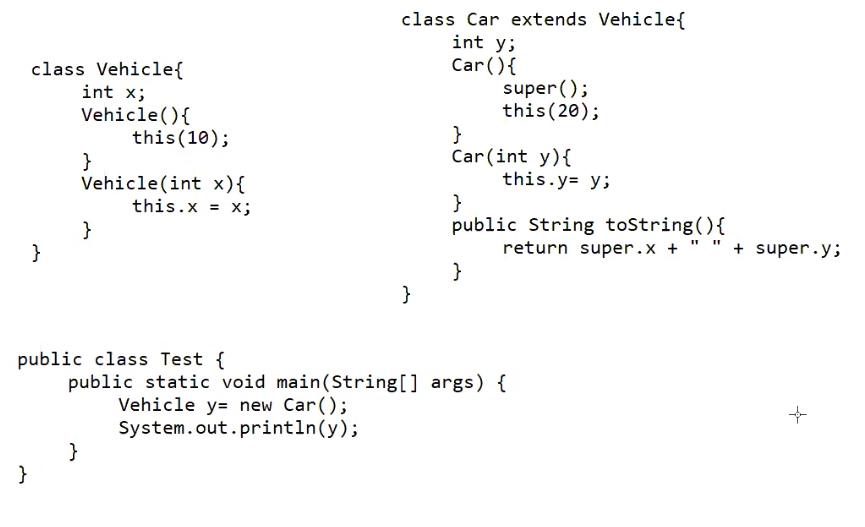 class Vehicle{
int x;
Vehicle(){
this(10);
}
Vehicle(int x){
this.x = x;
}
}
class Car extends Vehicle{
int y;
Car(){
super();
this(20);
}
Car(int y){
this.y= y;
}
public String toString(){
return super.x + " " + super.y;
}
}
public class Test {
public static void main(String[] args) {
Vehicle y= new Car();
System.out.println(y);
}
}